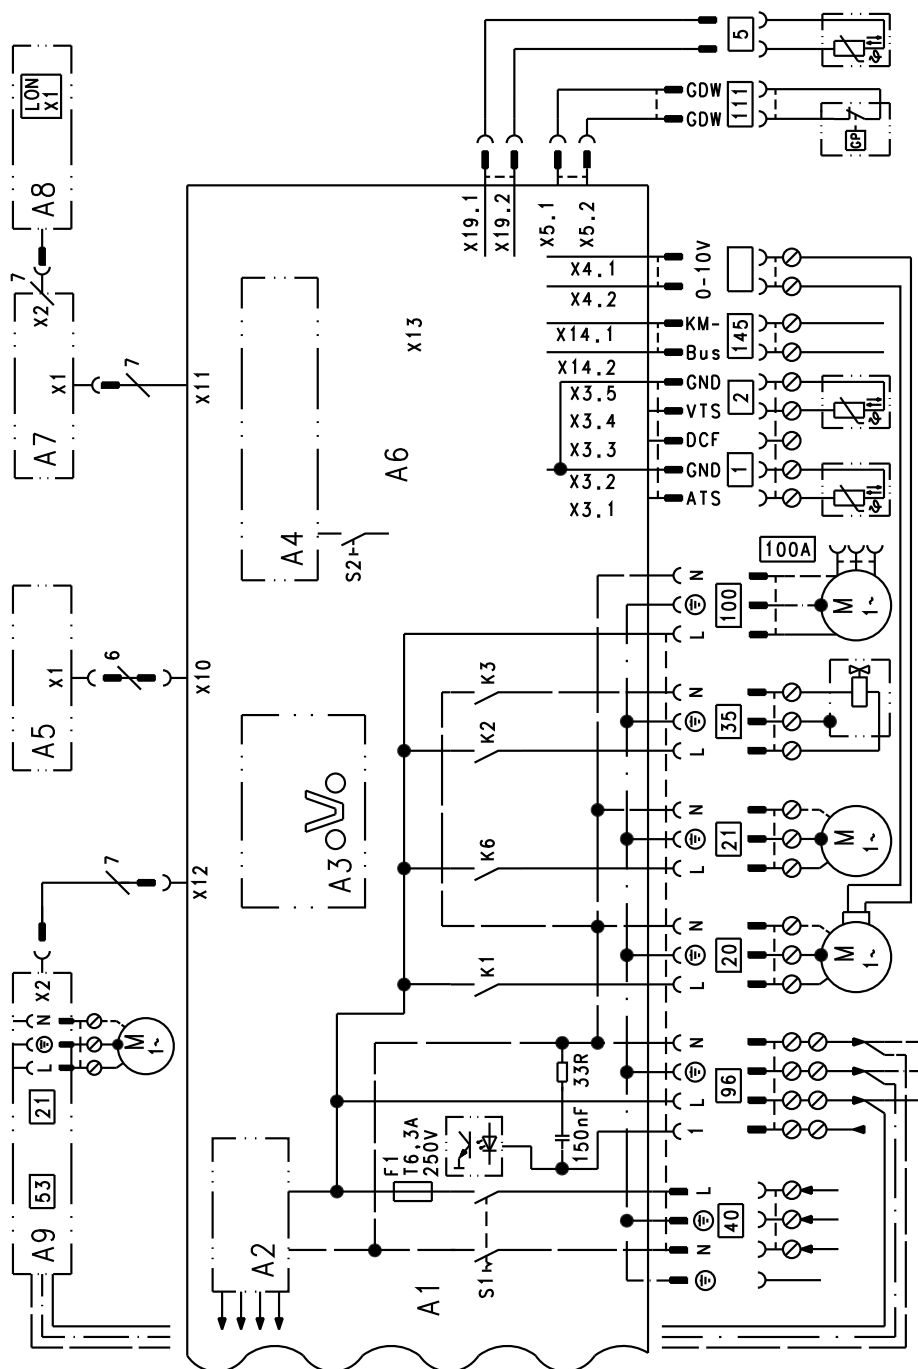 LON
X1
A8
7
X2
X1
7
X11
A7
A5
X1
6
X10
7
X12
X2
N
L
M
1~
21
53
A9
A4
S2
X13
A6
A3
A2
A1
F1
T6,3A
250V
S1
150nF
33R
K1
K6
K2
K3
X19.1
X19.2
X5.1
X5.2
5
GDW
GDW
111
GP
X4.1
X4.2
0-10V
X14.1
X14.2
KM-
Bus
145
X3.5
X3.4
X3.3
X3.2
X3.1
GND
VTS
DCF
GND
ATS
2
1
ϑ
ϑ
ϑ
100A
N
L
100
M
1~
N
L
35
N
L
21
M
1~
N
L
20
M
1~
N
L
1
96
L
N
40